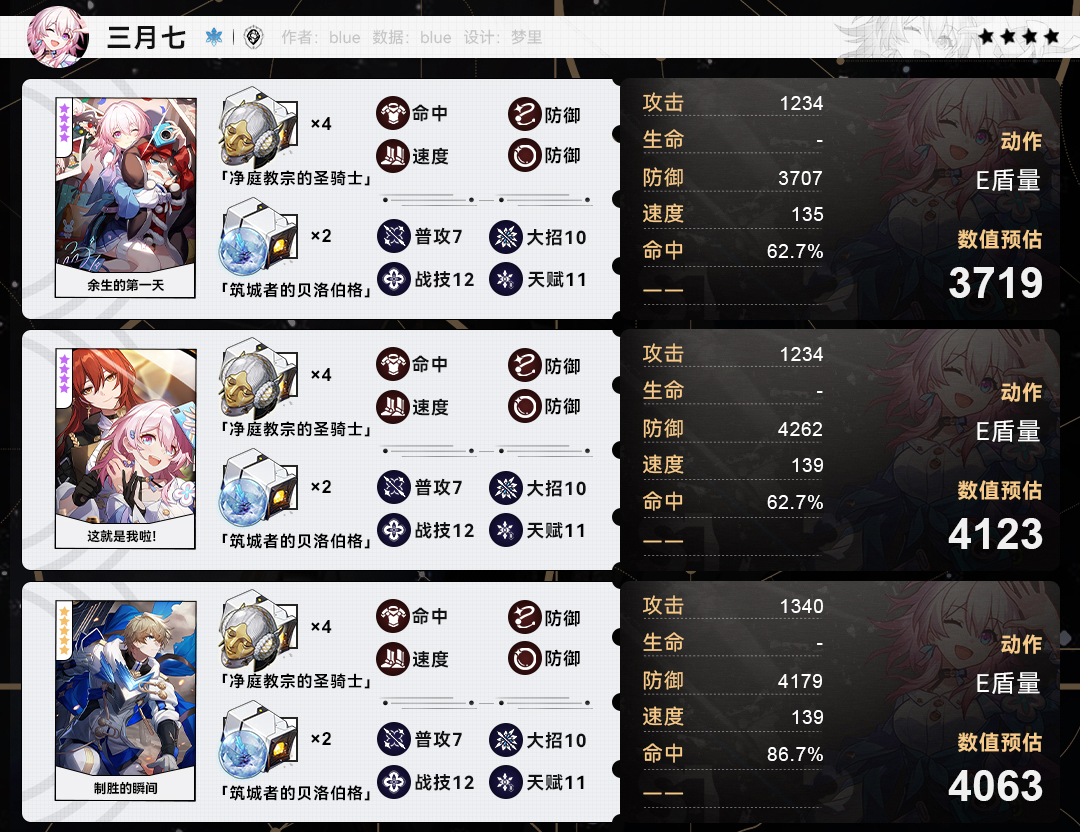 三月七 作者：blue 数据：blue 设计：梦里
×4 命中 防御
速度 防御
「净庭教宗的圣骑士」
×2 普攻7 大招10
战技12 天赋11
「筑城者的贝洛伯格」
余生的第一天
攻击 1234
生命 -
防御 3707
速度 135
命中 62.7%
——
动作
E盾量
数值预估
3719
×4 命中 防御
速度 防御
「净庭教宗的圣骑士」
×2 普攻7 大招10
战技12 天赋11
「筑城者的贝洛伯格」
这就是我啦！
攻击 1234
生命 -
防御 4262
速度 139
命中 62.7%
——
动作
E盾量
数值预估
4123
×4 命中 防御
速度 防御
「净庭教宗的圣骑士」
×2 普攻7 大招10
战技12 天赋11
「筑城者的贝洛伯格」
制胜的瞬间
攻击 1340
生命 -
防御 4179
速度 139
命中 86.7%
——
动作
E盾量
数值预估
4063